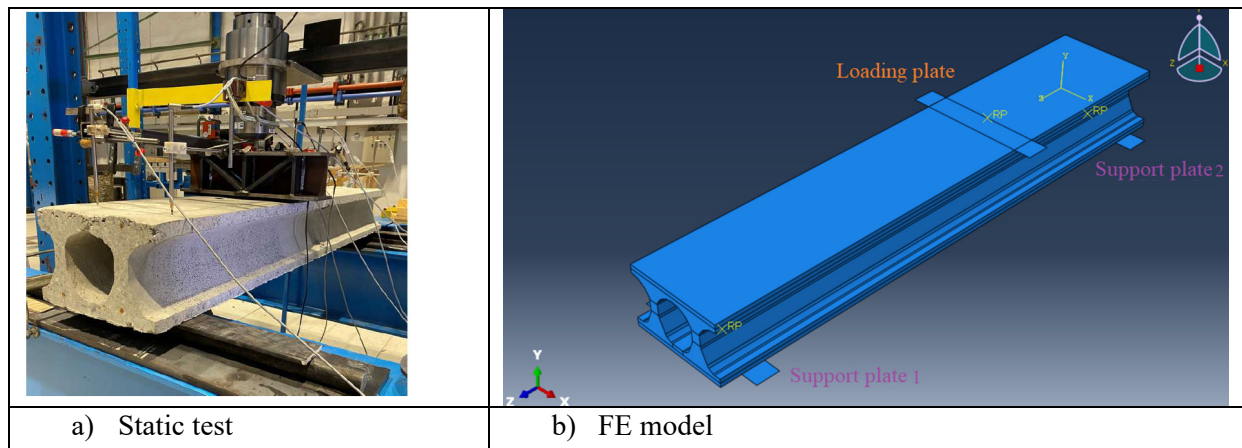 Loading plate
Y
Z
X
RP
RP
Support plate 2
RP
Support plate 1
Y
Z
X
Z
X
a) Static test
b) FE model